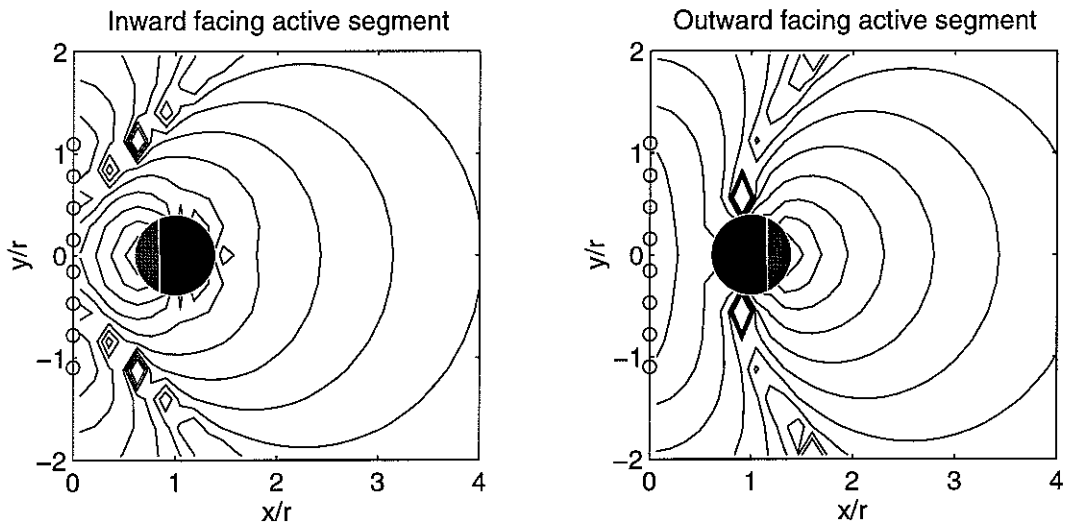 Inward facing active segment
2
1
0
−1
−2
y/r
0 1 2 3 4
x/r
Outward facing active segment
2
1
0
−1
−2
y/r
0 1 2 3 4
x/r